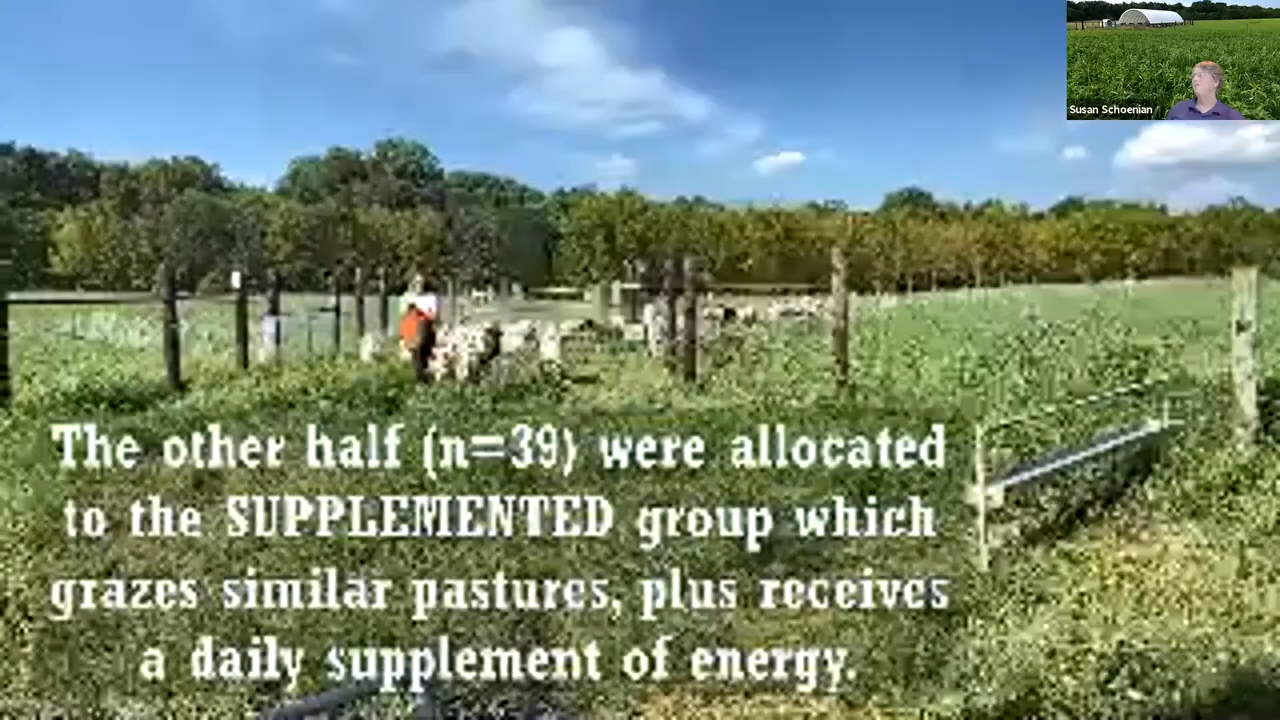 Susan Schoenian
The other half (n=39) were allocated
to the SUPPLEMENTED group which
grazes similar pastures, plus receives
a daily supplement of energy.